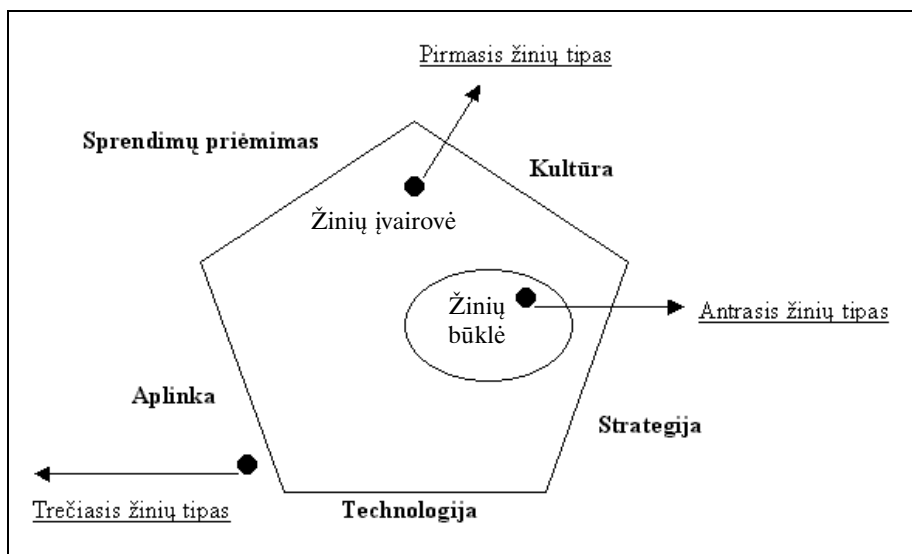 Pirmasis žinių tipas
Sprendimų priėmimas
Kultūra
Žinių įvairovė
Žinių
būklė
Antrasis žinių tipas
Aplinka
Strategija
Trečiasis žinių tipas
Technologija